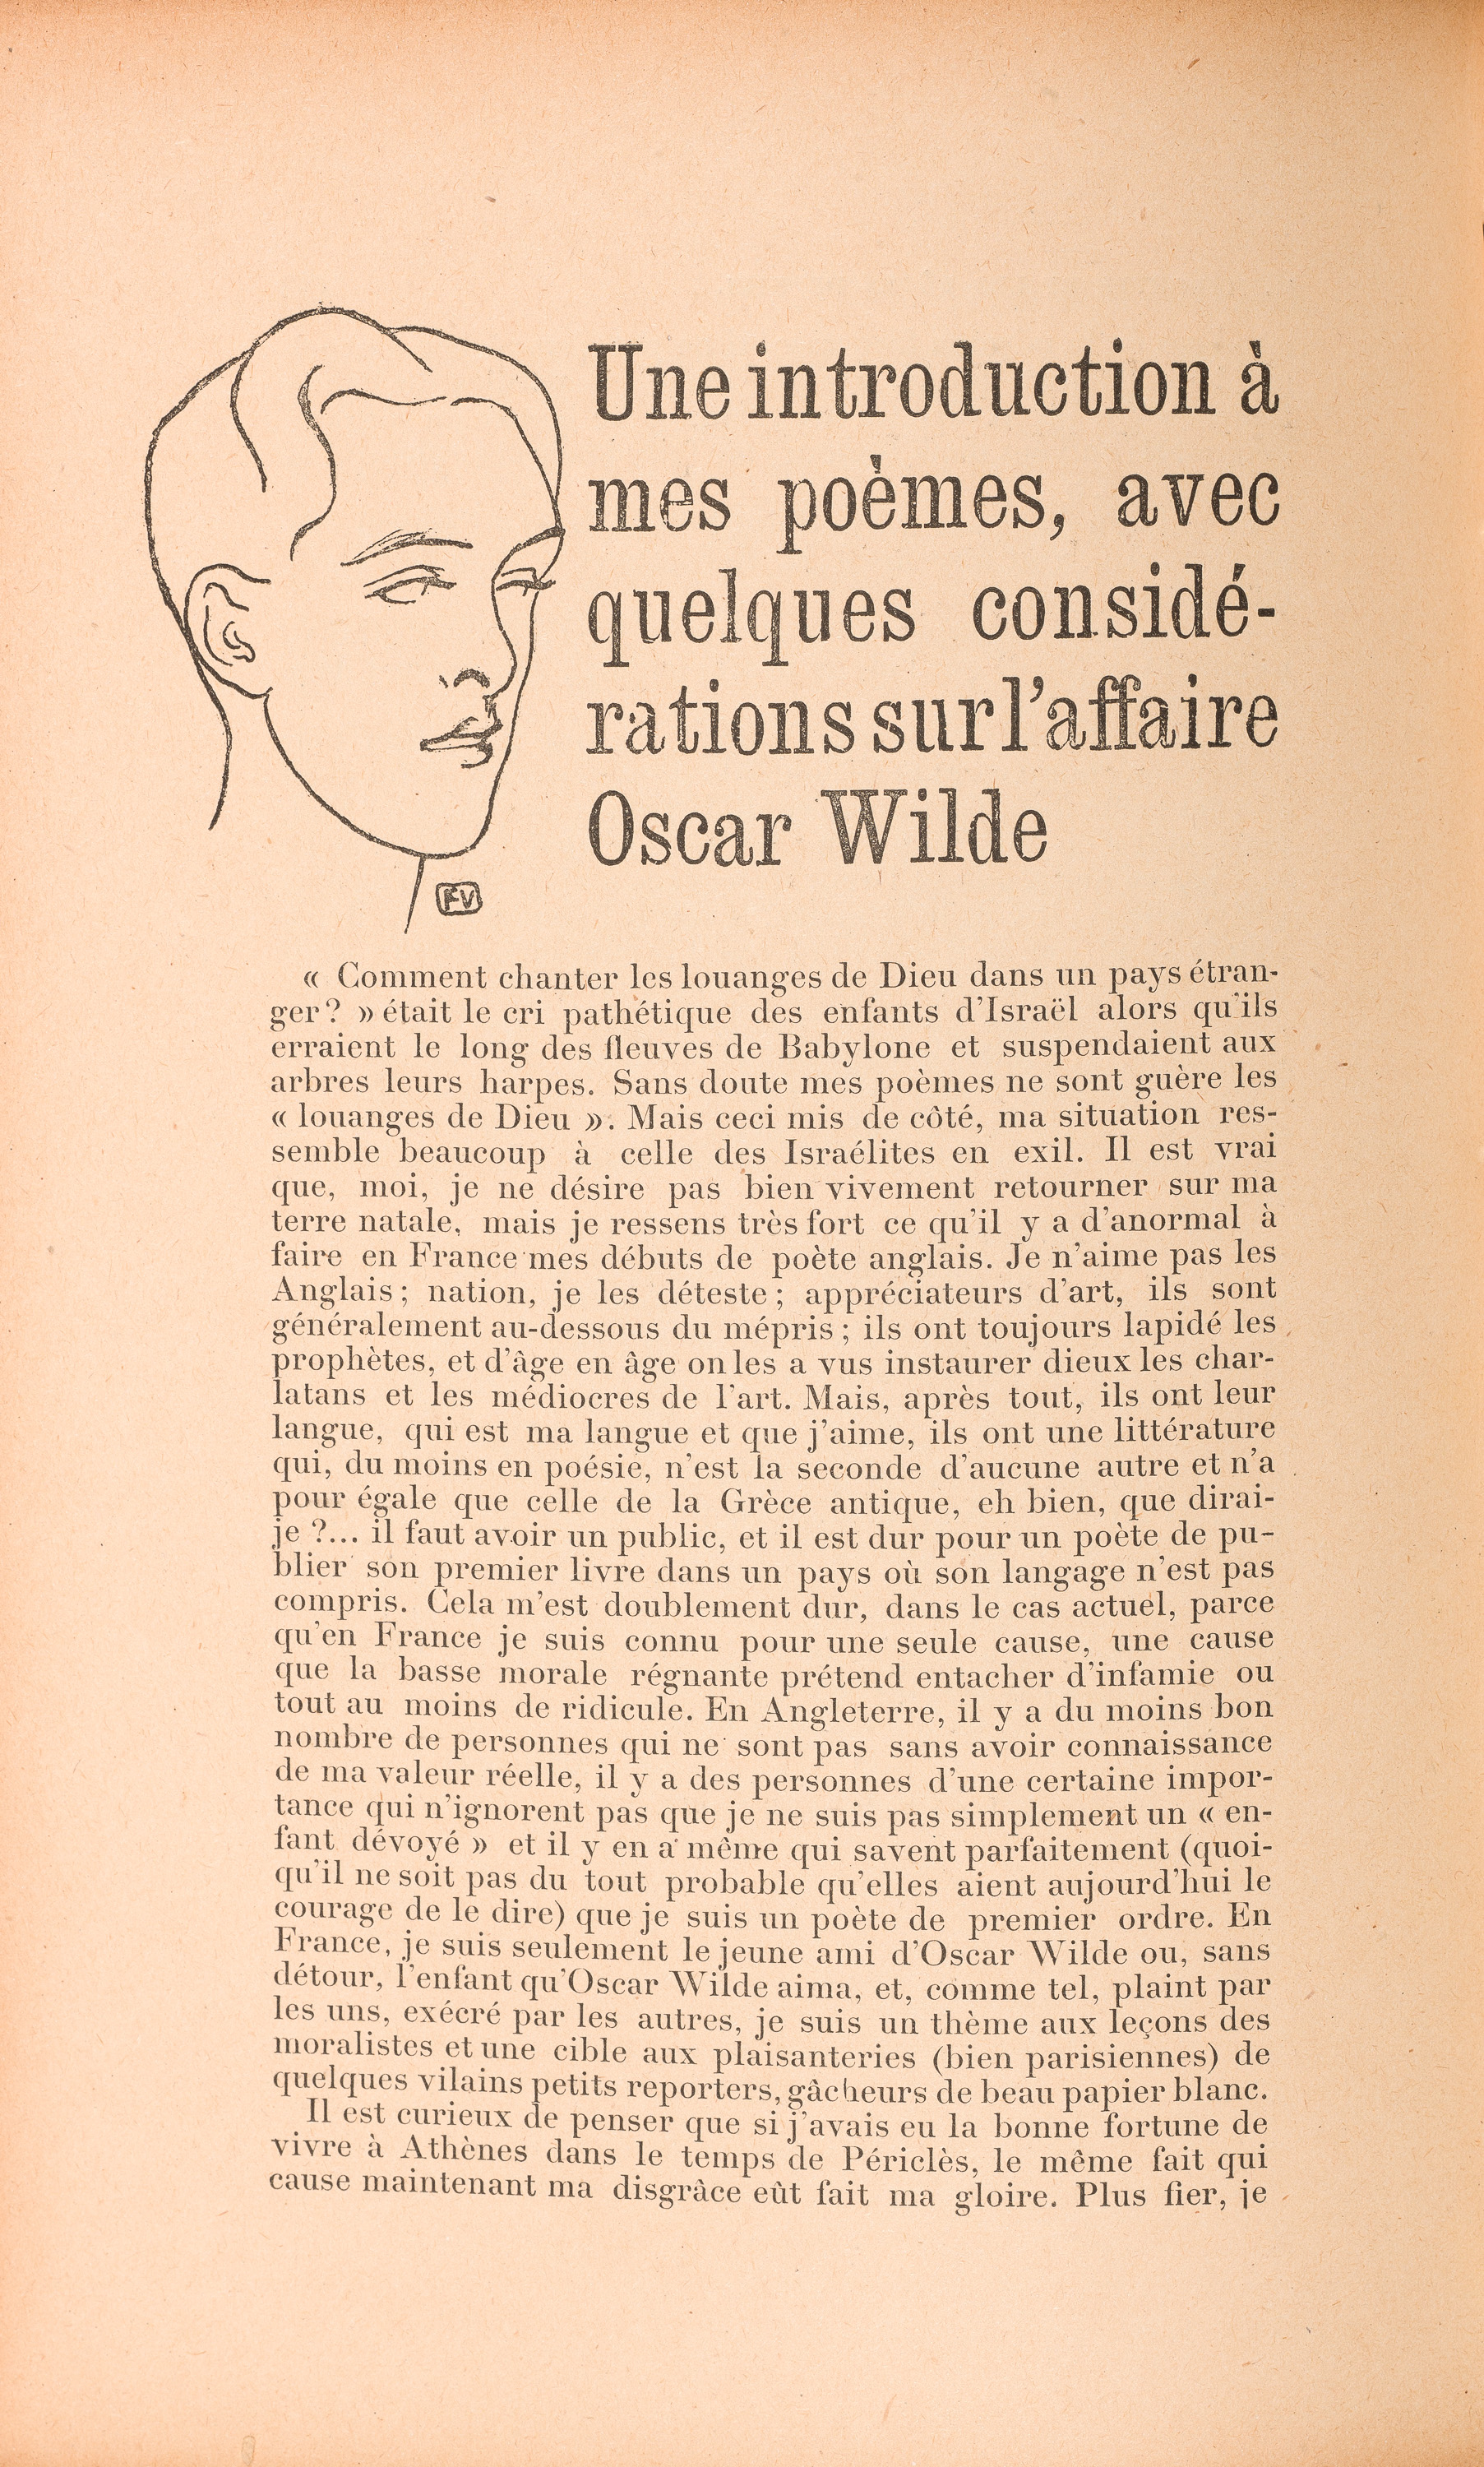 Une introduction à
mes poèmes, avec
quelques considé-
rations sur l'affaire
Oscar Wilde
FV
« Comment chanter les louanges de Dieu dans un pays étran-
ger? » était le cri pathétique des enfants d'Israël alors qu'ils
erraient le long des fleuves de Babylone et suspendaient aux
arbres leurs harpes. Sans doute mes poèmes ne sont guère les
« louanges de Dieu ». Mais ceci mis de côté, ma situation res-
semble beaucoup à celle des Israélites en exil. Il est vrai
que, moi, je ne désire pas bien vivement retourner sur ma
terre natale, mais je ressens très fort ce qu'il y a d'anormal à
faire en France mes débuts de poète anglais. Je n'aime pas les
Anglais; nation, je les déteste; appréciateurs d'art, ils sont
généralement au-dessous du mépris; ils ont toujours lapidé les
prophètes, et d'âge en âge on les a vus instaurer dieux les char-
latans et les médiocres de l'art. Mais, après tout, ils ont leur
langue, qui est ma langue et que j'aime, ils ont une littérature
qui, du moins en poésie, n'est la seconde d'aucune autre et n'a
pour égale que celle de la Grèce antique, eh bien, que dirai-
je ?... il faut avoir un public, et il est dur pour un poète de pu-
blier son premier livre dans un pays où son langage n'est pas
compris. Cela m'est doublement dur, dans le cas actuel, parce
qu'en France je suis connu pour une seule cause, une cause
que la basse morale régnante prétend entacher d'infamie ou
tout au moins de ridicule. En Angleterre, il y a du moins bon
nombre de personnes qui ne sont pas sans avoir connaissance
de ma valeur réelle, il y a des personnes d'une certaine impor-
tance qui n'ignorent pas que je ne suis pas simplement un « en-
fant dévoyé » et il y en a même qui savent parfaitement (quoi-
qu'il ne soit pas du tout probable qu'elles aient aujourd'hui le
courage de le dire) que je suis un poète de premier ordre. En
France, je suis seulement le jeune ami d'Oscar Wilde ou, sans
détour, l'enfant qu'Oscar Wilde aima, et, comme tel, plaint par
les uns, exécré par les autres, je suis un thème aux leçons des
moralistes et une cible aux plaisanteries (bien parisiennes) de
quelques vilains petits reporters, gâcheurs de beau papier blanc.
Il est curieux de penser que si j'avais eu la bonne fortune de
vivre à Athènes dans le temps de Périclès, le même fait qui
cause maintenant ma disgrâce eût fait ma gloire. Plus fier, je